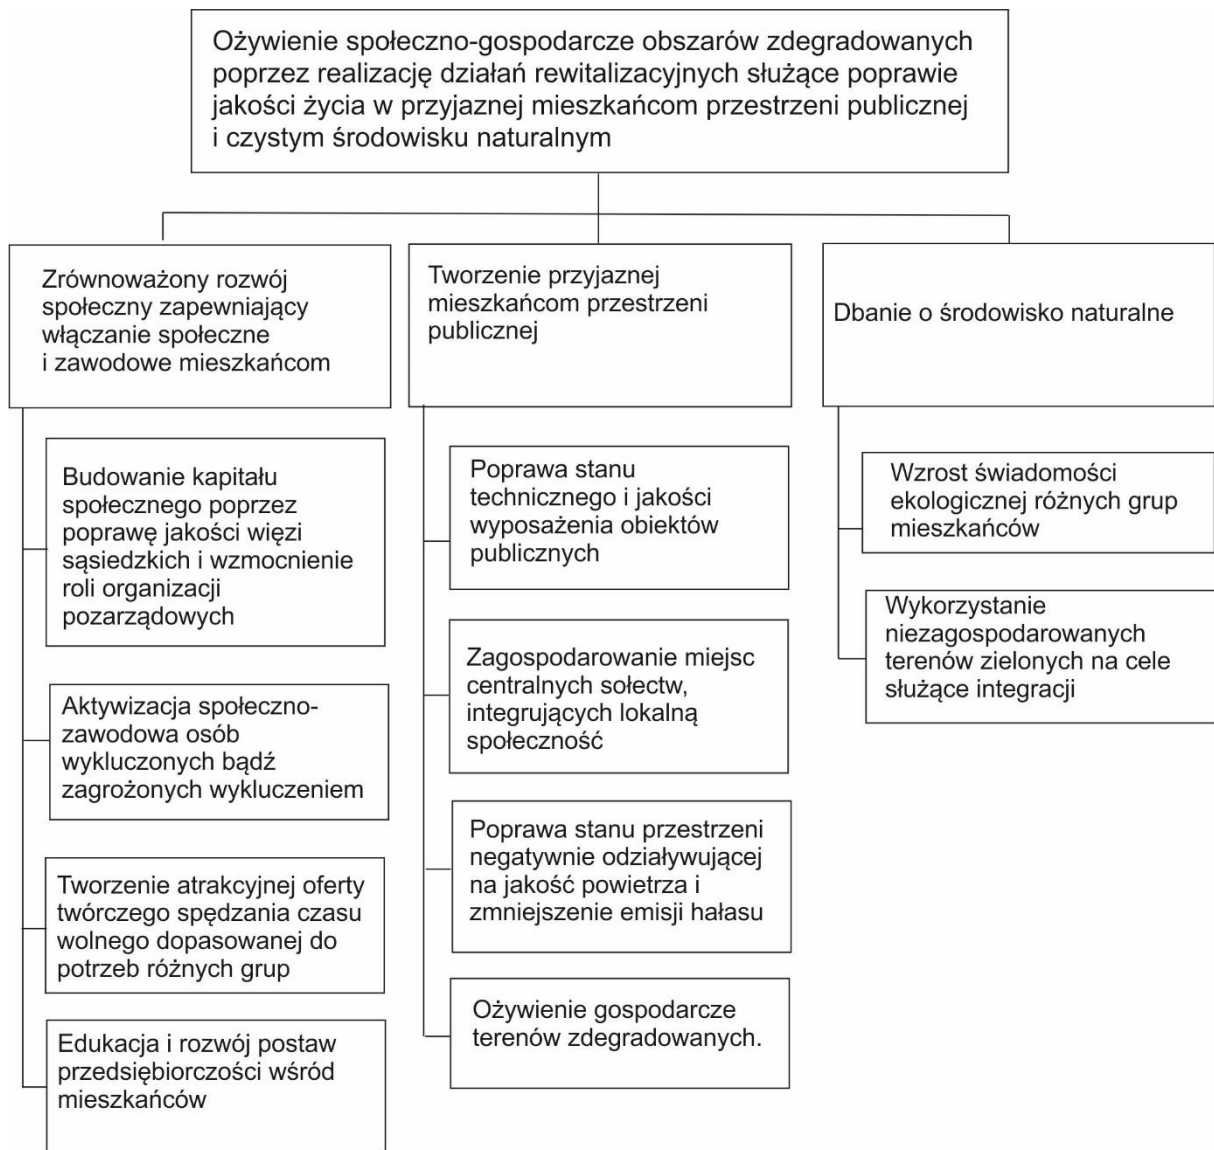 Ożywienie społeczno-gospodarcze obszarów zdegradowanych
poprzez realizację działań rewitalizacyjnych służące poprawie
jakości życia w przyjaznej mieszkańcom przestrzeni publicznej
i czystym środowisku naturalnym
Zrównoważony rozwój
społeczny zapewniający
włączanie społeczne
i zawodowe mieszkańcom
Budowanie kapitału
społecznego poprzez
poprawę jakości więzi
sąsiedzkich i wzmocnienie
roli organizacji
pozarządowych
Aktywizacja społeczno-
zawodowa osób
wykluczonych bądź
zagrożonych wykluczeniem
Tworzenie atrakcyjnej oferty
twórczego spędzania czasu
wolnego dopasowanej do
potrzeb różnych grup
Edukacja i rozwój postaw
przedsiębiorczości wśród
mieszkańców
Tworzenie przyjaznej
mieszkańcom przestrzeni
publicznej
Poprawa stanu
technicznego i jakości
wyposażenia obiektów
publicznych
Zagospodarowanie miejsc
centralnych sołectw,
integrujących lokalną
społeczność
Poprawa stanu przestrzeni
negatywnie odziaływującej
na jakość powietrza i
zmniejszenie emisji hałasu
Ożywienie gospodarcze
terenów zdegradowanych.
Dbanie o środowisko naturalne
Wzrost świadomości
ekologicznej różnych grup
mieszkańców
Wykorzystanie
niezagospodarowanych
terenów zielonych na cele
służące integracji